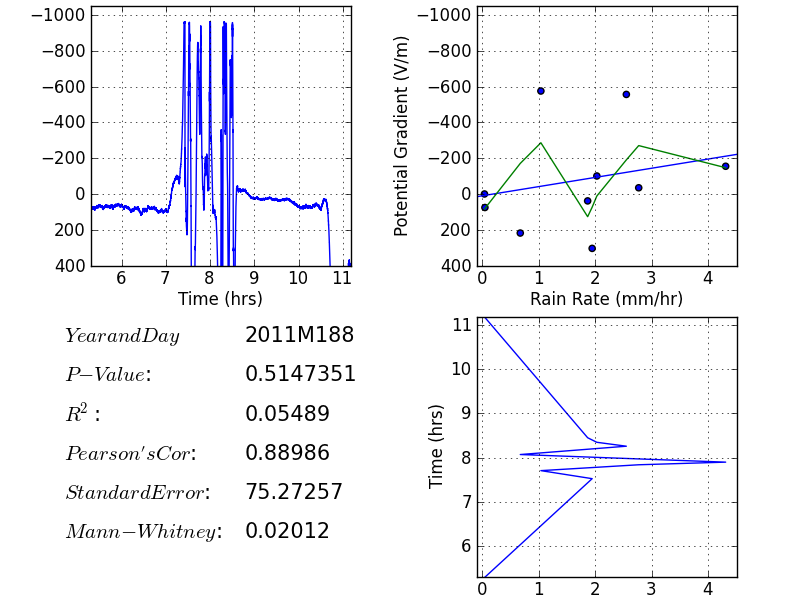 −1000
−800
−600
−400
−200
0
200
400
6 7 8 9 10 11
Time (hrs)
Potential Gradient (V/m)
−1000
−800
−600
−400
−200
0
200
400
0 1 2 3 4
Rain Rate (mm/hr)
YearandDay 2011M188
P−Value: 0.5147351
R²: 0.05489
Pearson'sCor: 0.88986
StandardError: 75.27257
Mann−Whitney: 0.02012
Time (hrs)
11
10
9
8
7
6
0 1 2 3 4